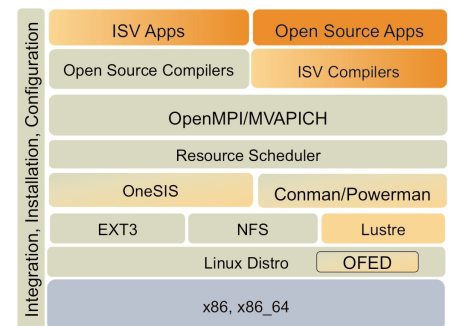 Integration, Installation, Configuration
ISV Apps
Open Source Apps
Open Source Compilers
ISV Compilers
OpenMPI/MVAPICH
Resource Scheduler
OneSIS
Conman/Powerman
EXT3
NFS
Lustre
Linux Distro
OFED
x86, x86_64